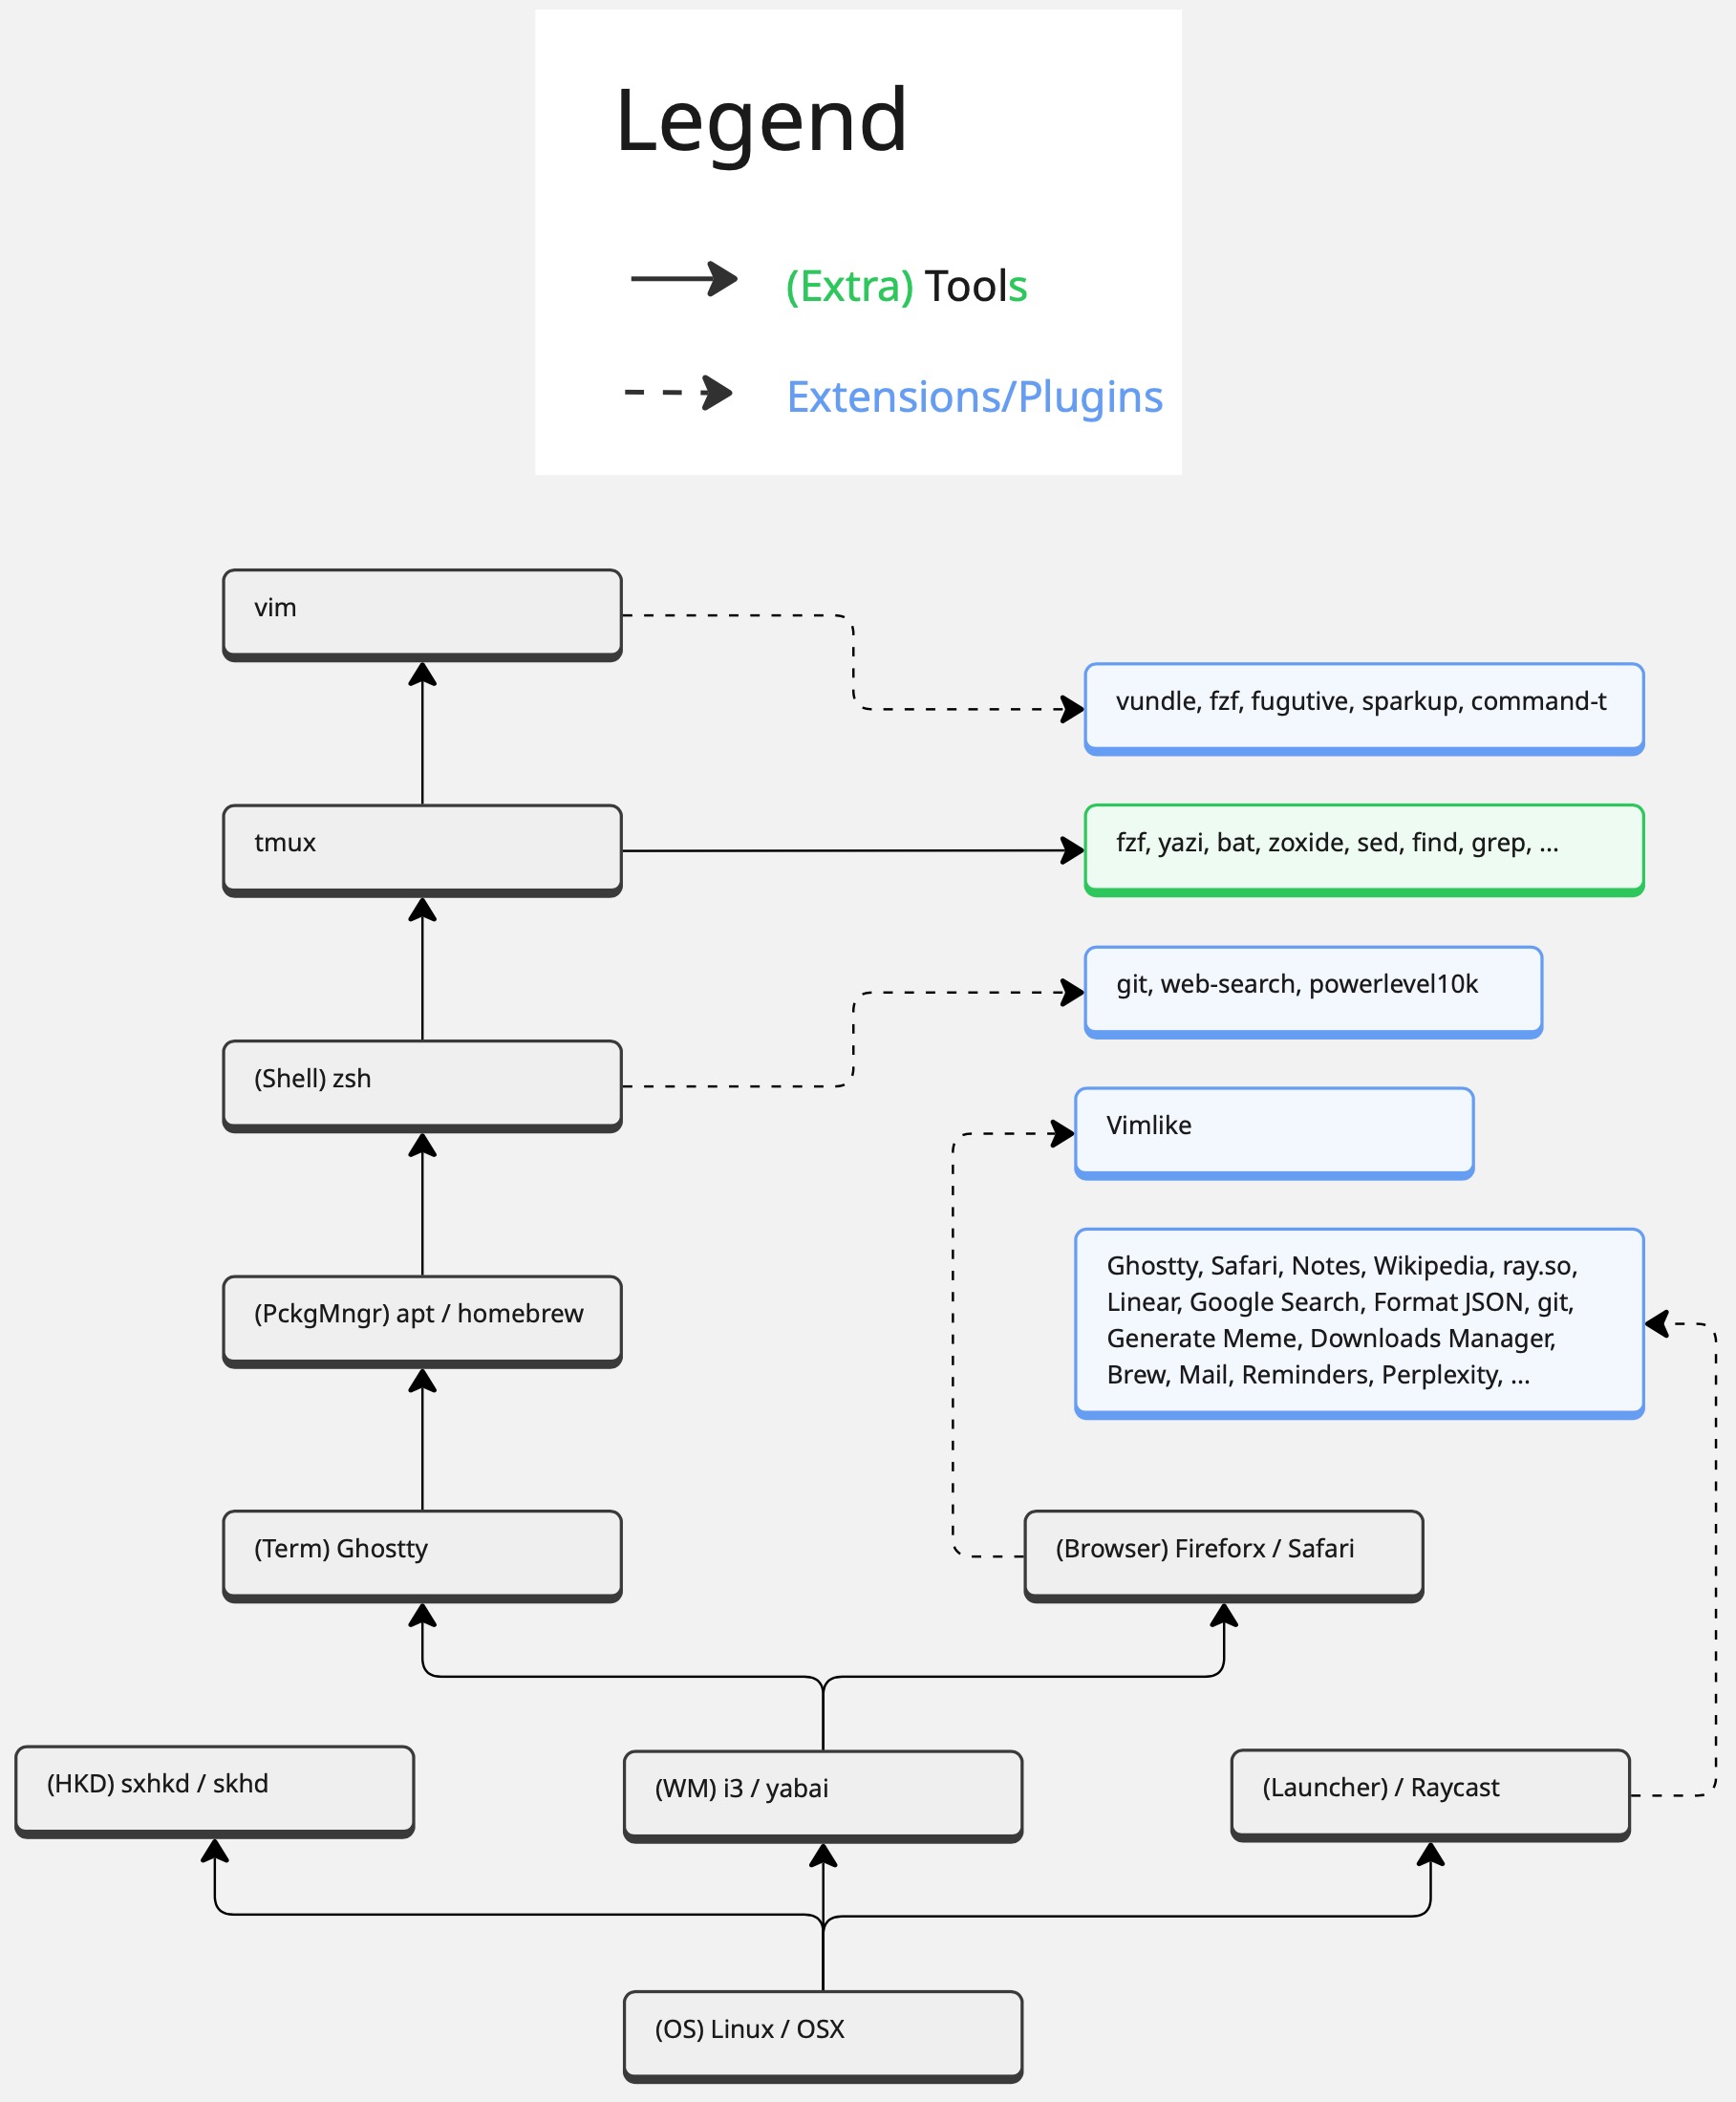 Legend
(Extra) Tools
Extensions/Plugins
vim
vundle, fzf, fugutive, sparkup, command-t
tmux
fzf, yazi, bat, zoxide, sed, find, grep, ...
git, web-search, powerlevel10k
(Shell) zsh
Vimlike
Ghostty, Safari, Notes, Wikipedia, ray.so,
Linear, Google Search, Format JSON, git,
Generate Meme, Downloads Manager,
Brew, Mail, Reminders, Perplexity, ...
(PckgMngr) apt / homebrew
(Term) Ghostty
(Browser) Fireforx / Safari
(HKD) sxhkd / skhd
(WM) i3 / yabai
(Launcher) / Raycast
(OS) Linux / OSX